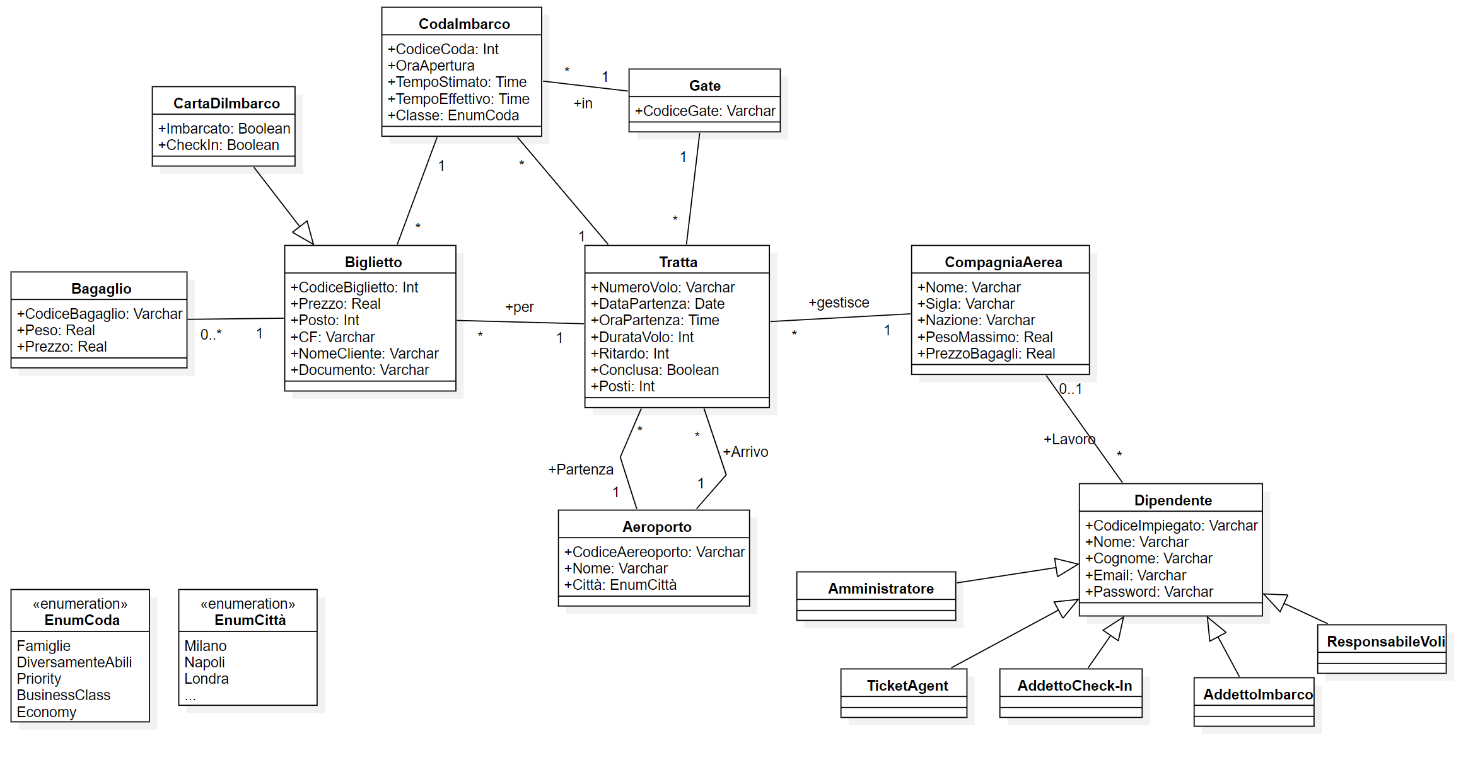 CodaImbarco
+CodiceCoda: Int
+OraApertura
+TempoStimato: Time
+TempoEffettivo: Time
+Classe: EnumCoda
*
1
+in
Gate
+CodiceGate: Varchar
CartaDiImbarco
+Imbarcato: Boolean
+CheckIn: Boolean
1
*
*
1
1
*
Bagaglio
+CodiceBagaglio: Varchar
+Peso: Real
+Prezzo: Real
0..*
1
Biglietto
+CodiceBiglietto: Int
+Prezzo: Real
+Posto: Int
+CF: Varchar
+NomeCliente: Varchar
+Documento: Varchar
+per
*
1
Tratta
+NumeroVolo: Varchar
+DataPartenza: Date
+OraPartenza: Time
+DurataVolo: Int
+Ritardo: Int
+Conclusa: Boolean
+Posti: Int
+gestisce
*
1
CompagniaAerea
+Nome: Varchar
+Sigla: Varchar
+Nazione: Varchar
+PesoMassimo: Real
+PrezzoBagagli: Real
0..1
+Lavoro
*
*
+Partenza
1
*
+Arrivo
1
Aeroporto
+CodiceAereoporto: Varchar
+Nome: Varchar
+Città: EnumCittà
Dipendente
+CodiceImpiegato: Varchar
+Nome: Varchar
+Cognome: Varchar
+Email: Varchar
+Password: Varchar
Amministratore
TicketAgent
AddettoCheck-In
AddettoImbarco
ResponsabileVoli
«enumeration»
EnumCoda
Famiglie
DiversamenteAbili
Priority
BusinessClass
Economy
«enumeration»
EnumCittà
Milano
Napoli
Londra
...